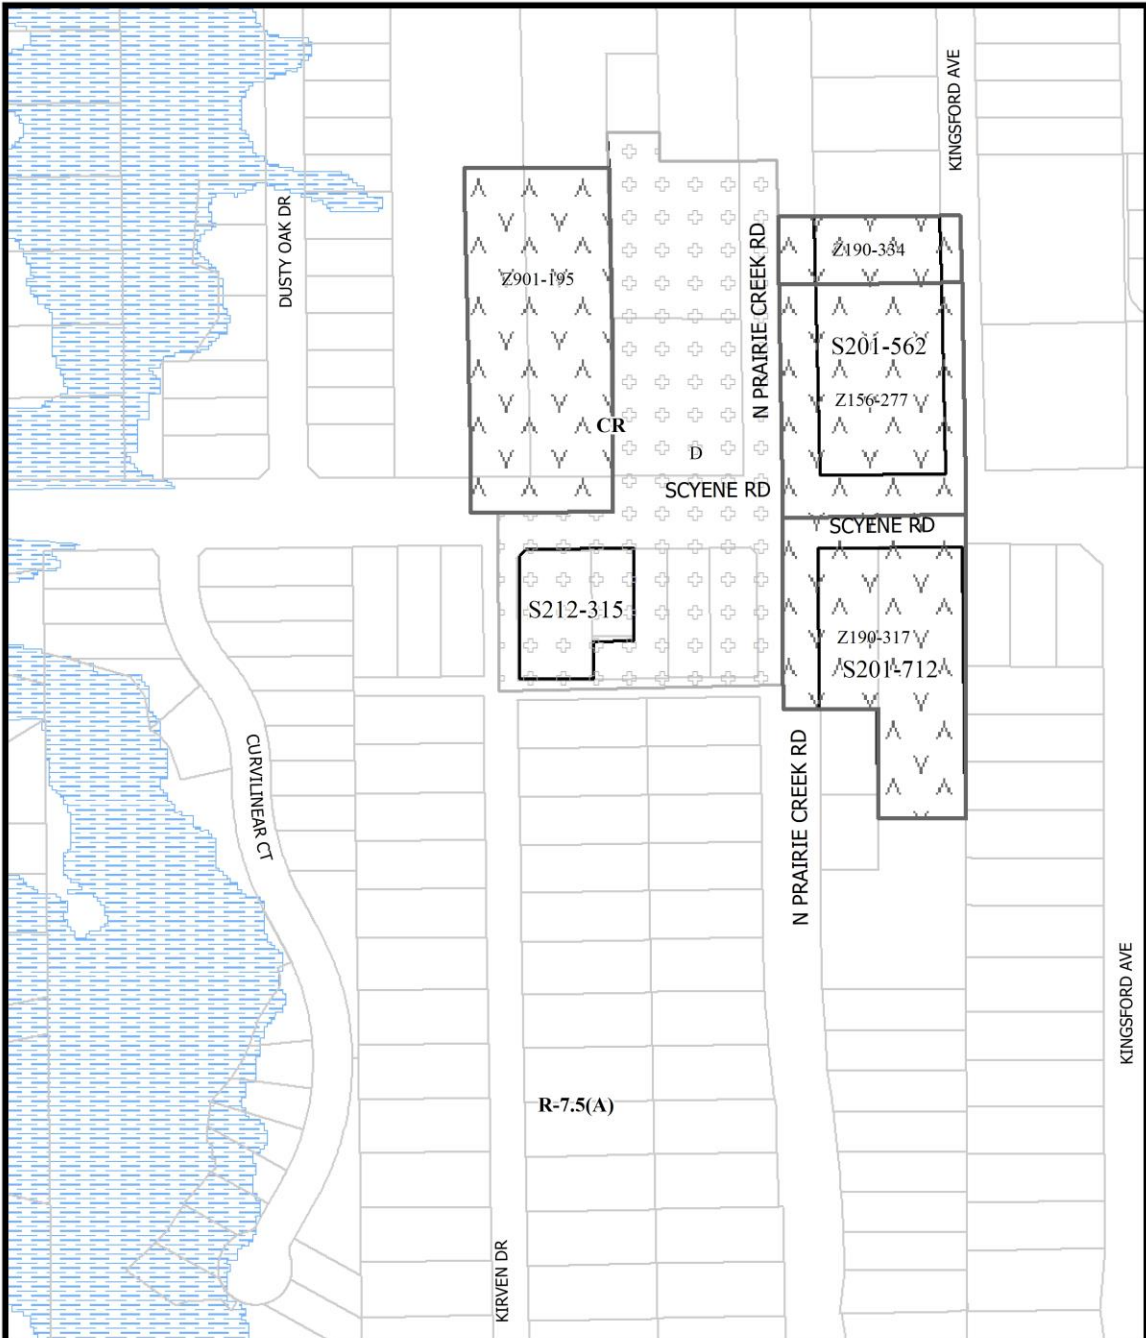 KINGSFORD AVE
DUSTY OAK DR
N PRAIRIE CREEK RD
Z190-334
Z901-195
S201-562
Z156-277
CR
D
SCYENE RD
SCYENE RD
S212-315
Z190-317
S201-712
CURVILINEAR CT
N PRAIRIE CREEK RD
KINGSFORD AVE
R-7.5(A)
KIRVEN DR